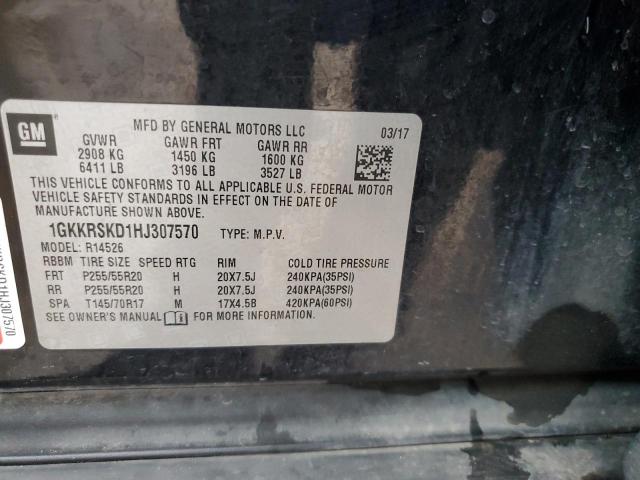 GM
MFD BY GENERAL MOTORS LLC 03/17
GVWR GAWR FRT GAWR RR
2908 KG 1450 KG 1600 KG
6411 LB 3196 LB 3527 LB
THIS VEHICLE CONFORMS TO ALL APPLICABLE U.S. FEDERAL MOTOR
VEHICLE SAFETY STANDARDS IN EFFECT ON THE DATE OF
MANUFACTURE SHOWN ABOVE.
1GKKRSKD1HJ307570 TYPE: M.P.V.
MODEL: R14526
RBBM TIRE SIZE SPEED RTG RIM COLD TIRE PRESSURE
FRT P255/55R20 H 20X7.5J 240KPA(35PSI)
RR P255/55R20 H 20X7.5J 240KPA(35PSI)
SPA T145/70R17 M 17X4.5B 420KPA(60PSI)
SEE OWNER'S MANUAL FOR MORE INFORMATION